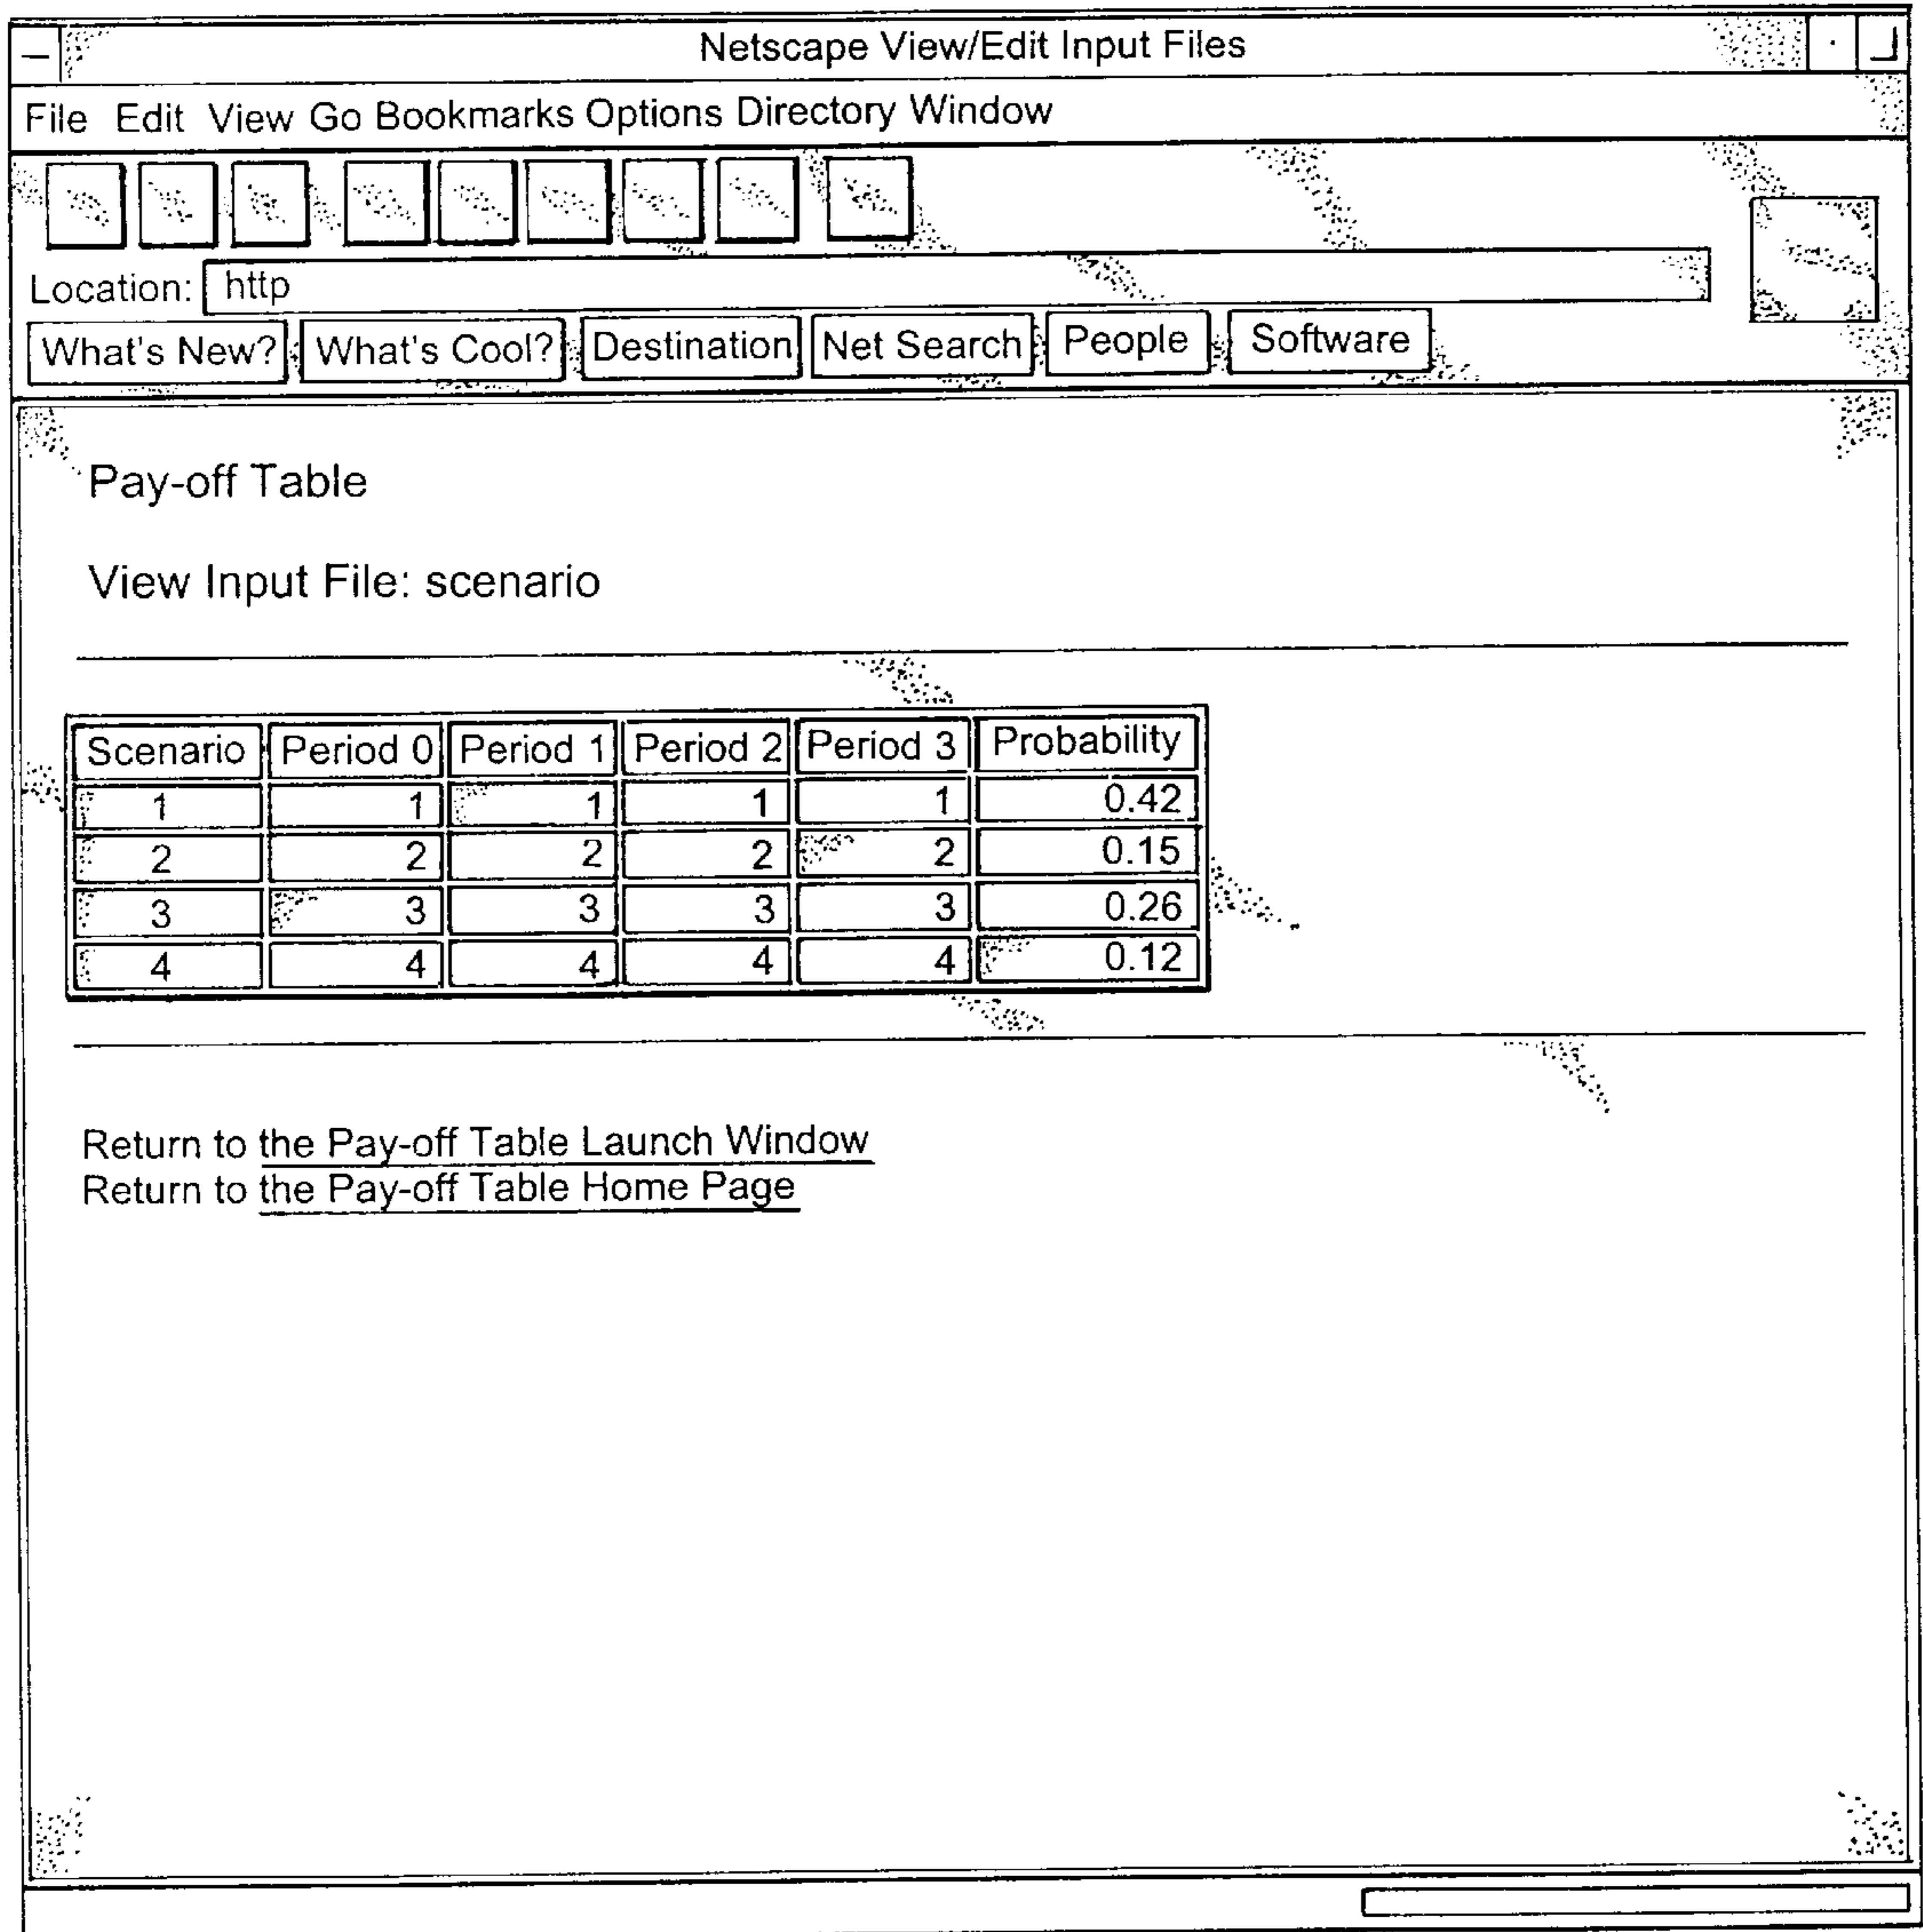 Netscape View/Edit Input Files
File Edit View Go Bookmarks Options Directory Window
Location: http
What's New? What's Cool? Destination Net Search People Software
Pay-off Table
View Input File: scenario
Scenario Period 0 Period 1 Period 2 Period 3 Probability
1 1 1 1 1 0.42
2 2 2 2 2 0.15
3 3 3 3 3 0.26
4 4 4 4 4 0.12
Return to the Pay-off Table Launch Window
Return to the Pay-off Table Home Page